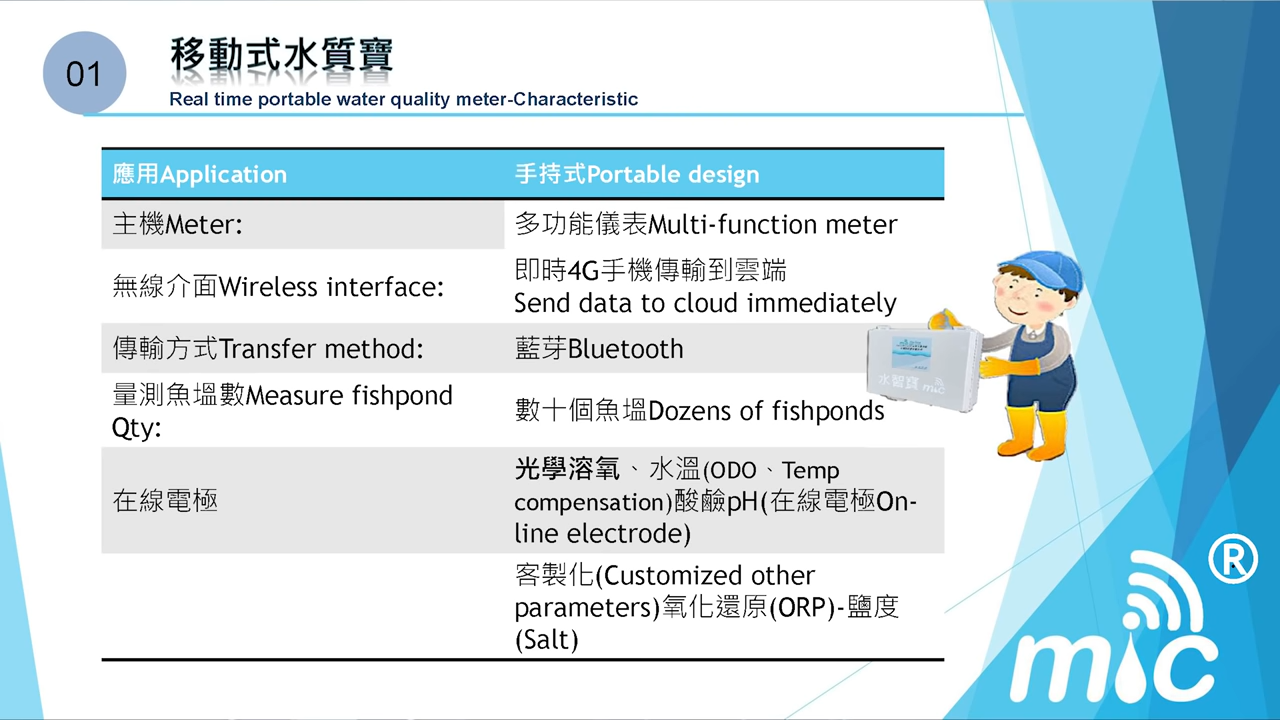 01
移動式水質寶
Real time portable water quality meter-Characteristic
應用Application
手持式Portable design
主機Meter:
多功能儀表Multi-function meter
無線介面Wireless interface:
即時4G手機傳輸到雲端
Send data to cloud immediately
傳輸方式Transfer method:
藍芽Bluetooth
量測魚塭數Measure fishpond
Qty:
數十個魚塭Dozens of fishponds
在線電極
光學溶氧、水溫(ODO、Temp
compensation)酸鹼pH(在線電極On-
line electrode)
客製化(Customized other
parameters)氧化還原(ORP)-鹽度
(Salt)
水智寶 mic
mic®